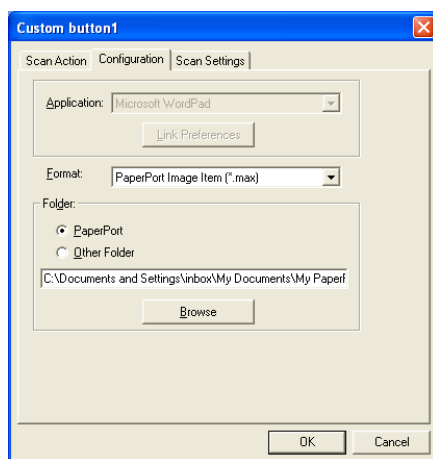 Custom button1
Scan Action Configuration Scan Settings
Application: Microsoft WordPad
Link Preferences
Format: PaperPort Image Item (*.max)
Folder:
PaperPort
Other Folder
C:\Documents and Settings\inbox\My Documents\My PaperF
Browse
OK Cancel